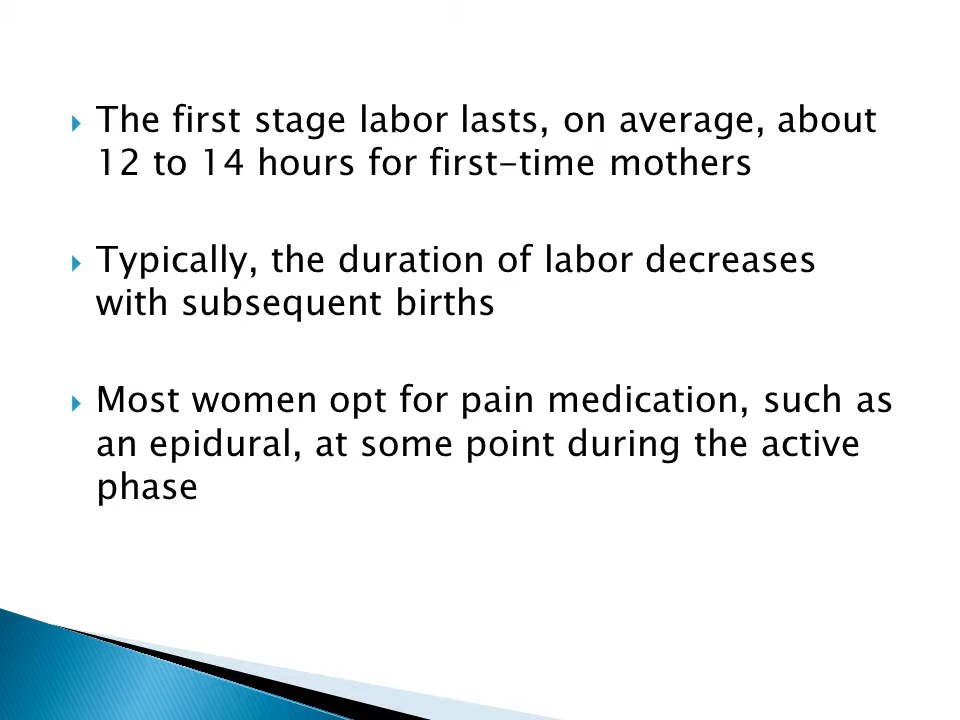 The first stage labor lasts, on average, about
12 to 14 hours for first-time mothers
Typically, the duration of labor decreases
with subsequent births
Most women opt for pain medication, such as
an epidural, at some point during the active
phase